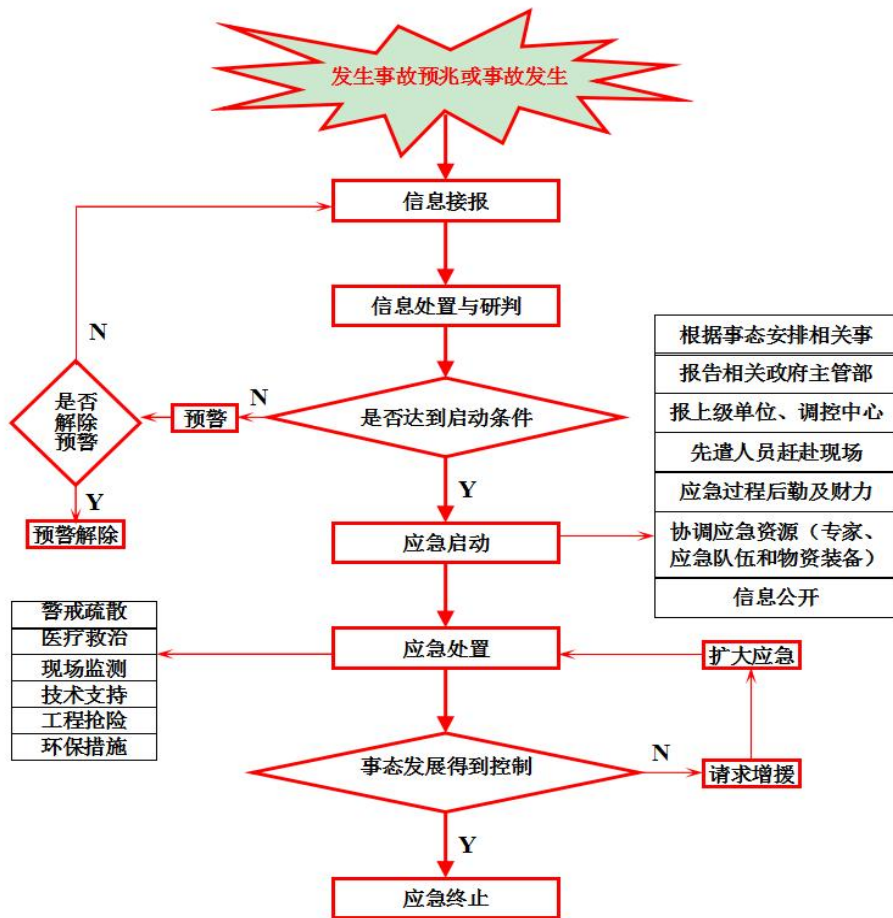 发生事故预兆或事故发生
信息接报
信息处置与研判
是否达到启动条件
N
预警
是否
解除
预警
N
Y
预警解除
Y
应急启动
根据事态安排相关事
报告相关政府主管部
报上级单位、调控中心
先遣人员赶赴现场
应急过程后勤及财力
协调应急资源（专家、
应急队伍和物资装备）
信息公开
应急处置
警戒疏散
医疗救治
现场监测
技术支持
工程抢险
环保措施
事态发展得到控制
N
请求增援
扩大应急
Y
应急终止